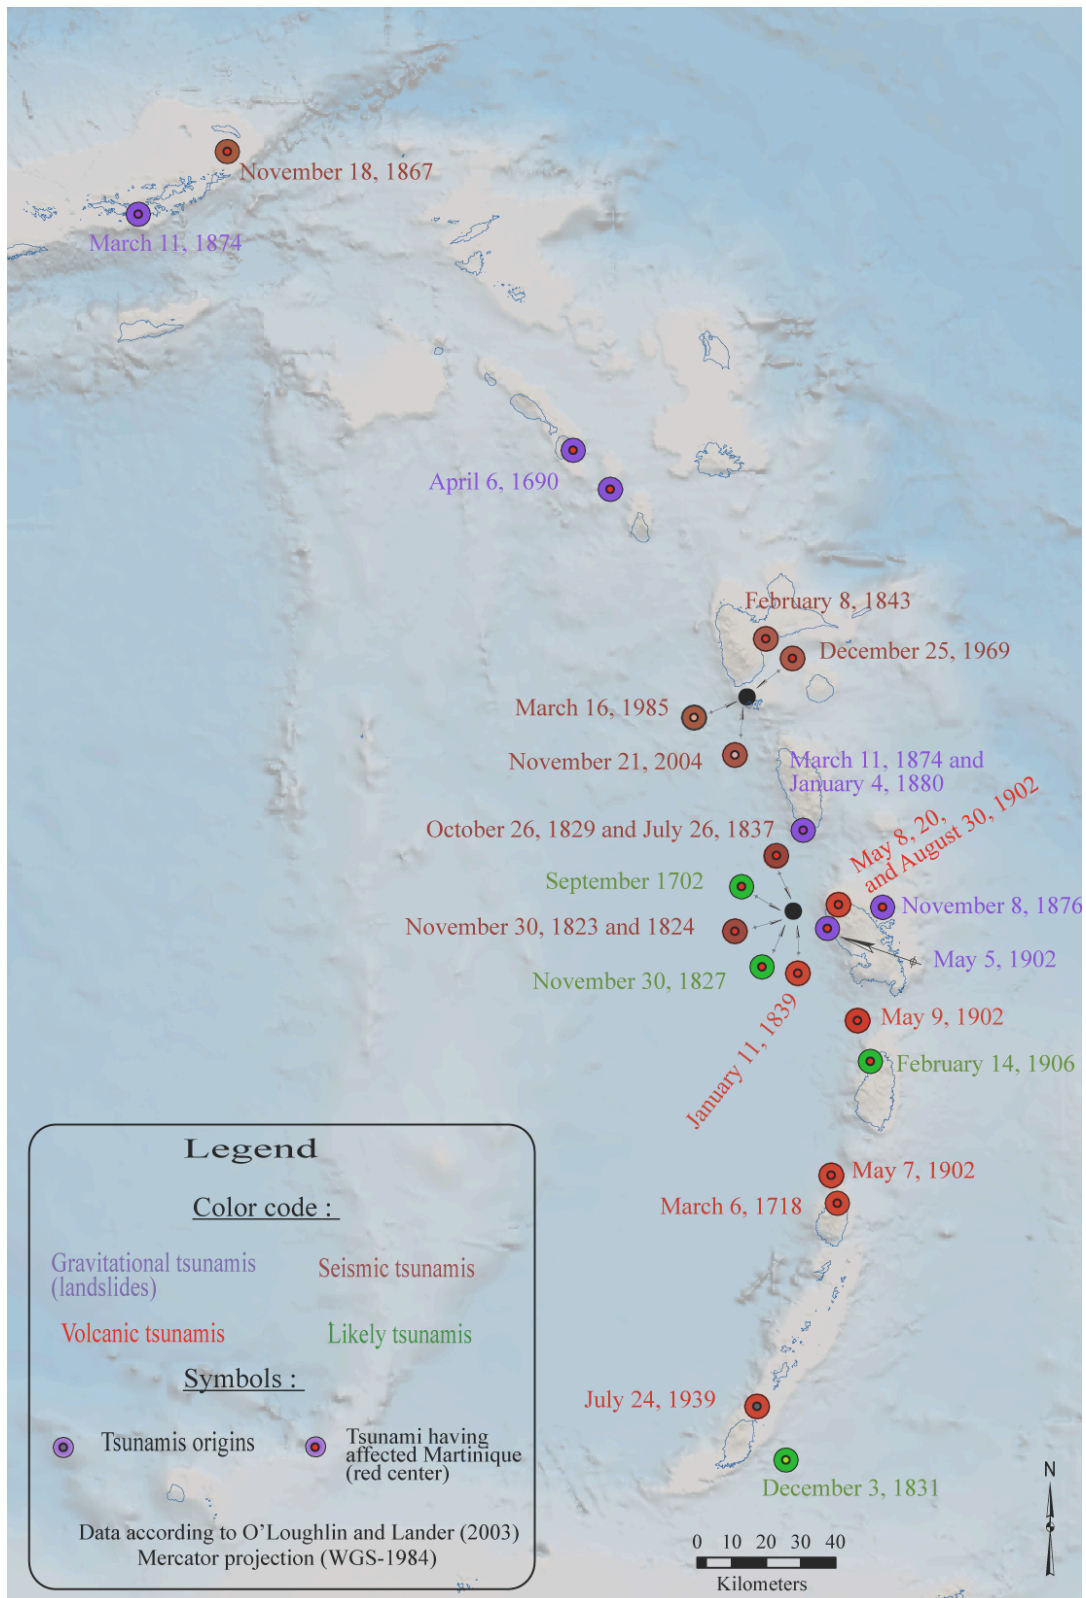 November 18, 1867
March 11, 1874
April 6, 1690
February 8, 1843
December 25, 1969
March 16, 1985
November 21, 2004
March 11, 1874 and
January 4, 1880
October 26, 1829 and July 26, 1837
May 8, 20,
and August 30, 1902
September 1702
November 8, 1876
November 30, 1823 and 1824
May 5, 1902
November 30, 1827
January 11, 1839
May 9, 1902
February 14, 1906
May 7, 1902
March 6, 1718
July 24, 1939
December 3, 1831
Legend
Color code :
Gravitational tsunamis
(landslides)
Seismic tsunamis
Volcanic tsunamis
Likely tsunamis
Symbols :
Tsunamis origins
Tsunami having
affected Martinique
(red center)
Data according to O'Loughlin and Lander (2003)
Mercator projection (WGS-1984)
0 10 20 30 40
Kilometers
N